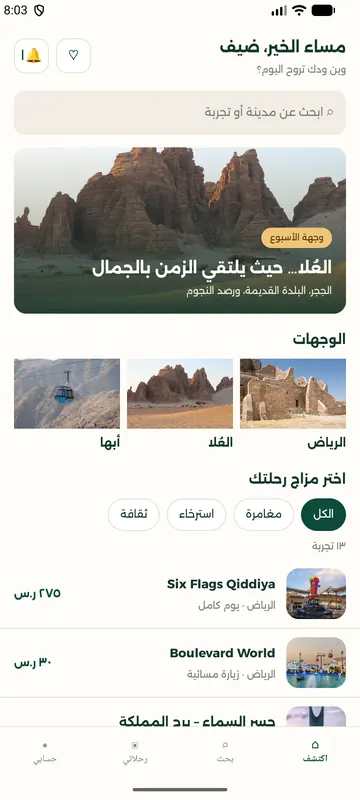 8:03
مساء الخير، ضيف
وين ودك تروح اليوم؟
ابحث عن مدينة أو تجربة
وجهة الأسبوع
العُلا… حيث يلتقي الزمن بالجمال
الحِجر، البلدة القديمة، ورصد النجوم
الوجهات
الرياض
العُلا
أبها
اختر مزاج رحلتك
الكل
مغامرة
استرخاء
ثقافة
١٣ تجربة
Six Flags Qiddiya
الرياض · يوم كامل
٢٧٥ ر.س
Boulevard World
الرياض · زيارة مسائية
٣٠ ر.س
جسر السماء – برج المملكة
اكتشف
بحث
رحلاتي
حسابي